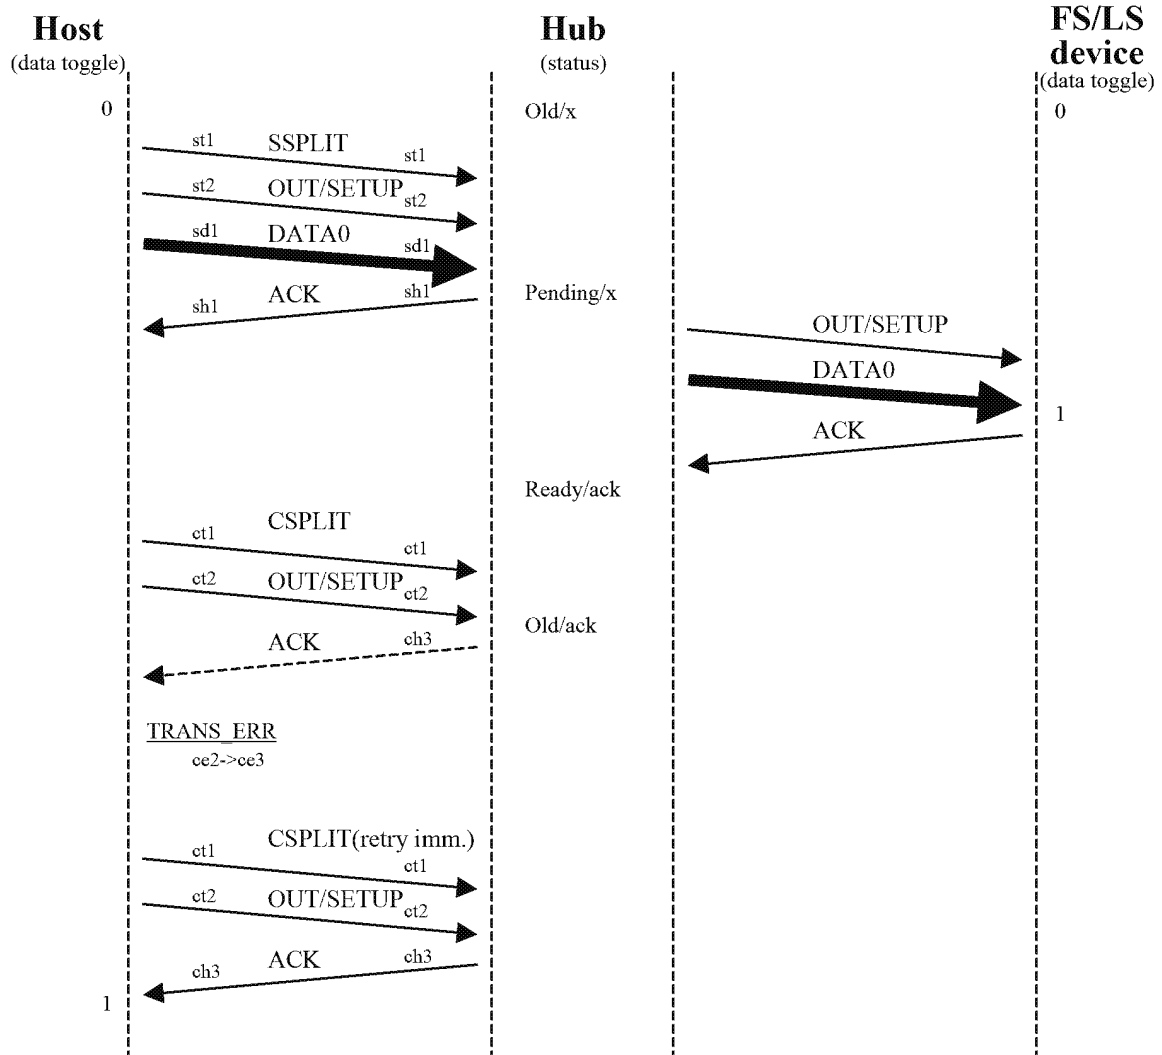 Host
(data toggle)
Hub
(status)
FS/LS
device
(data toggle)
0
Old/x
0
st1 SSPLIT st1
st2 OUT/SETUP st2
sd1 DATA0 sd1
sh1 ACK sh1
Pending/x
OUT/SETUP
DATA0
1
ACK
Ready/ack
ct1 CSPLIT ct1
ct2 OUT/SETUP ct2
Old/ack
ACK ch3
TRANS_ERR
ce2->ce3
ct1 CSPLIT(retry imm.) ct1
ct2 OUT/SETUP ct2
ch3 ACK ch3
1